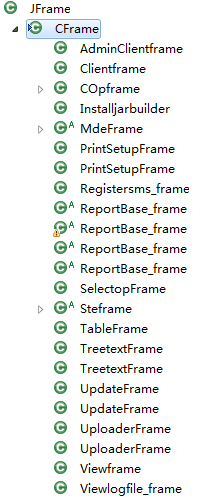 JFrame
CFrame
AdminClientframe
Clientframe
COpframe
Installjarbuilder
MdeFrame
PrintSetupFrame
PrintSetupFrame
Registersms_frame
ReportBase_frame
ReportBase_frame
ReportBase_frame
ReportBase_frame
SelectopFrame
Steframe
TableFrame
TreetextFrame
TreetextFrame
UpdateFrame
UpdateFrame
UploaderFrame
UploaderFrame
Viewframe
Viewlogfile_frame